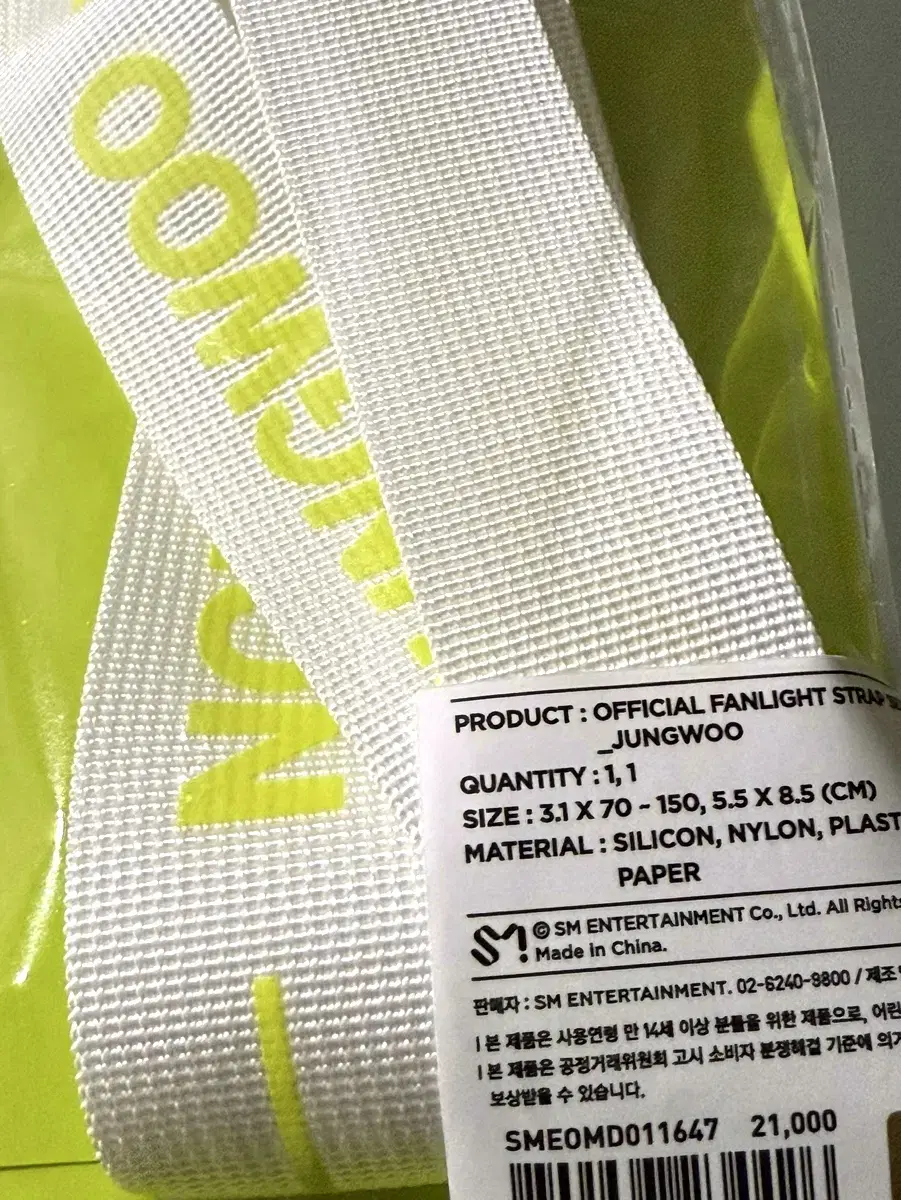 JUNGWOO
PRODUCT : OFFICIAL FANLIGHT STRAP
_JUNGWOO
QUANTITY : 1, 1
SIZE : 3.1 X 70 ~ 150, 5.5 X 8.5 (CM)
MATERIAL : SILICON, NYLON, PLAST
PAPER
SM
© SM ENTERTAINMENT Co., Ltd. All Rights
Made in China.
판매자 : SM ENTERTAINMENT. 02-6240-9800 / 제조
| 본 제품은 사용연령 만 14세 이상 분들을 위한 제품으로, 어린
| 본 제품은 공정거래위원회 고시 소비자 분쟁해결 기준에 의거
보상받을 수 있습니다.
SMEOMD011647 21,000